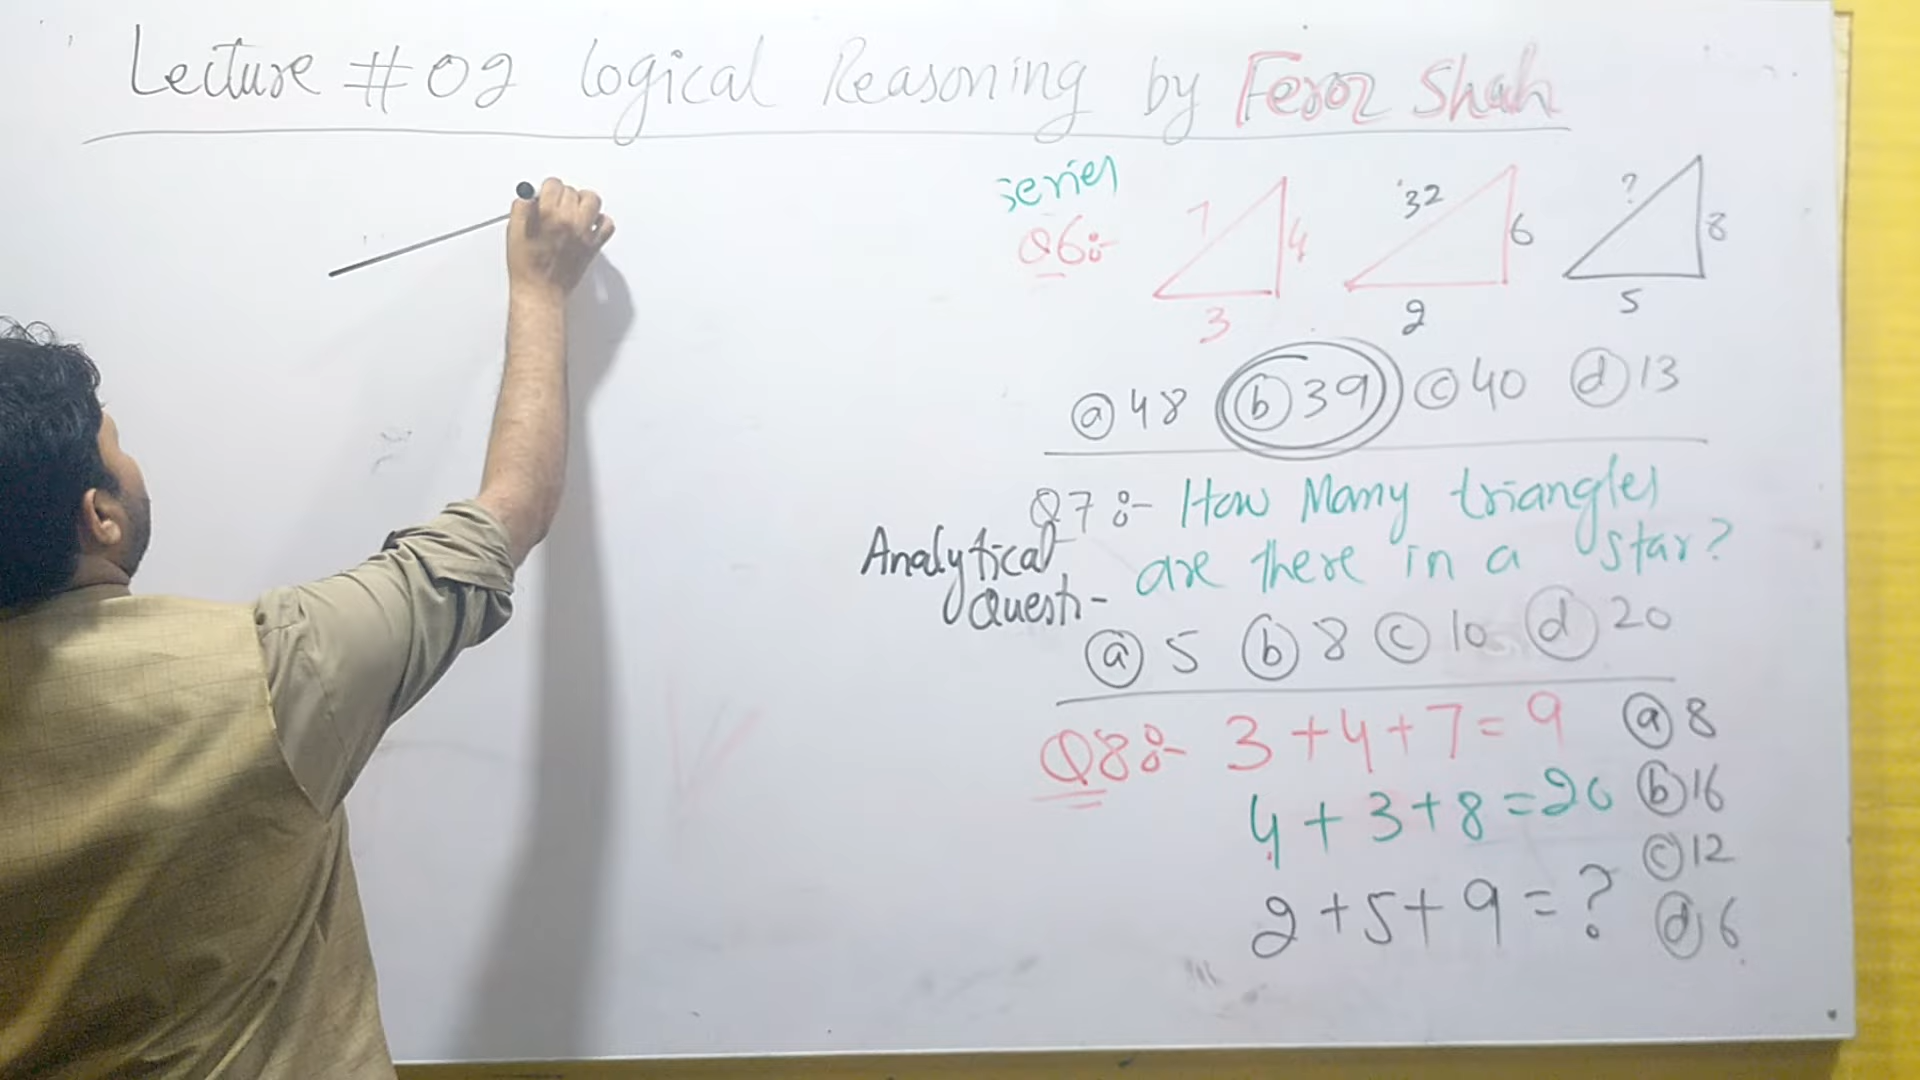 Lecture #02 Logical Reasoning by Feroz Shah
series
Q6:-
7 4 3
32 6 2
? 8 5
(a) 48 (b) 39 (c) 40 (d) 13
Q7:- How Many triangles
are there in a star?
Analytical
Questi-
(a) 5 (b) 8 (c) 10 (d) 20
Q8:- 3+4+7=9 (a) 8
4+3+8=20 (b) 16
(c) 12
2+5+9=? (d) 6